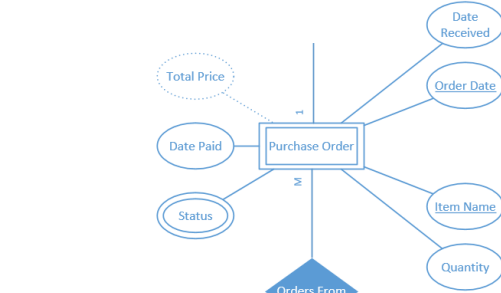 Date
Received
Total Price
Order Date
1
Date Paid
Purchase Order
M
Status
Item Name
Quantity
Orders From